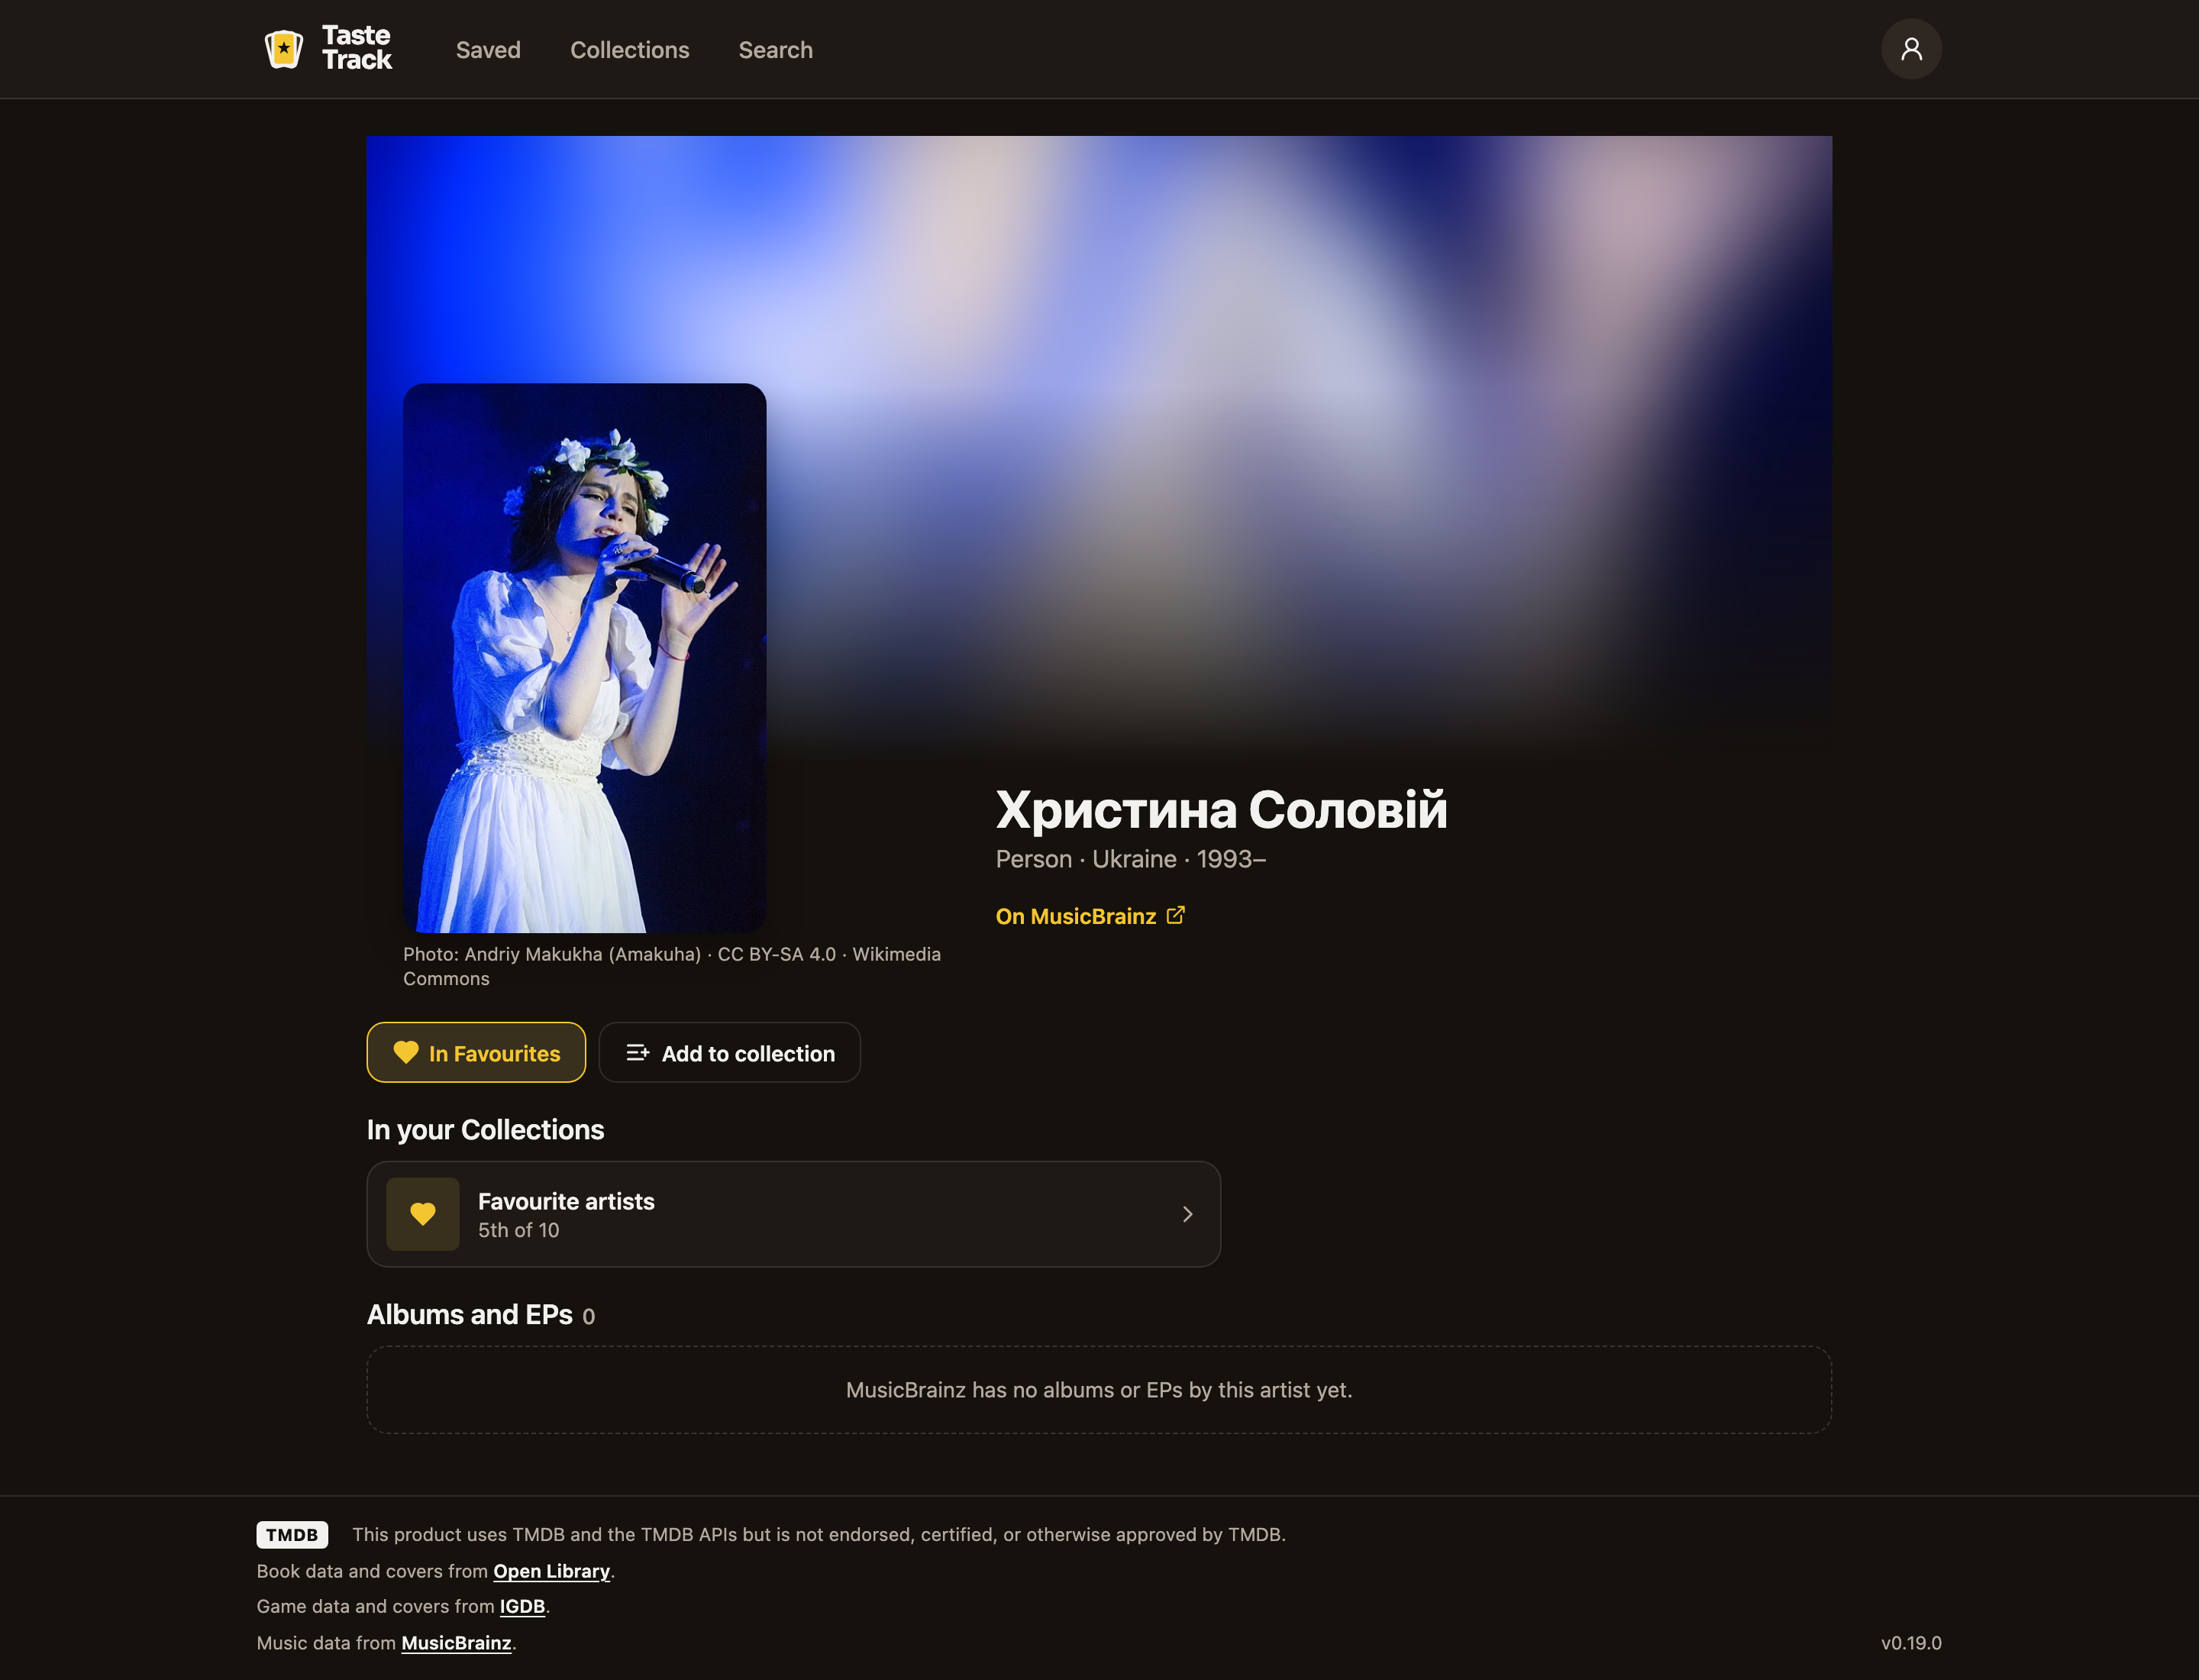 Taste
Track
Saved
Collections
Search
Христина Соловій
Person · Ukraine · 1993–
On MusicBrainz
Photo: Andriy Makukha (Amakuha) · CC BY-SA 4.0 · Wikimedia
Commons
In Favourites
Add to collection
In your Collections
Favourite artists
5th of 10
Albums and EPs 0
MusicBrainz has no albums or EPs by this artist yet.
TMDB This product uses TMDB and the TMDB APIs but is not endorsed, certified, or otherwise approved by TMDB.
Book data and covers from Open Library.
Game data and covers from IGDB.
Music data from MusicBrainz.
v0.19.0